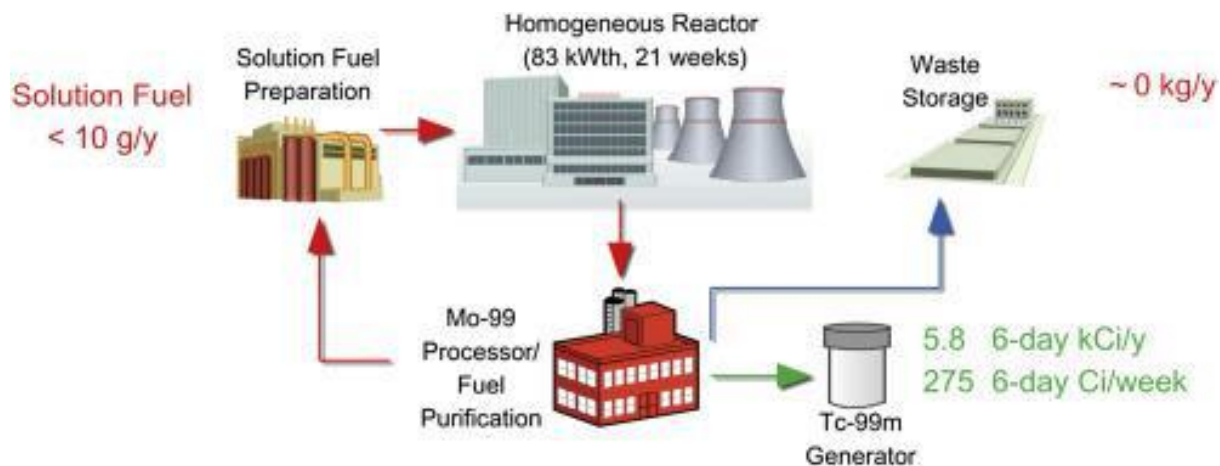 Solution Fuel
< 10 g/y
Solution Fuel
Preparation
Homogeneous Reactor
(83 kWth, 21 weeks)
Waste
Storage
~ 0 kg/y
Mo-99
Processor/
Fuel
Purification
5.8 6-day kCi/y
275 6-day Ci/week
Tc-99m
Generator